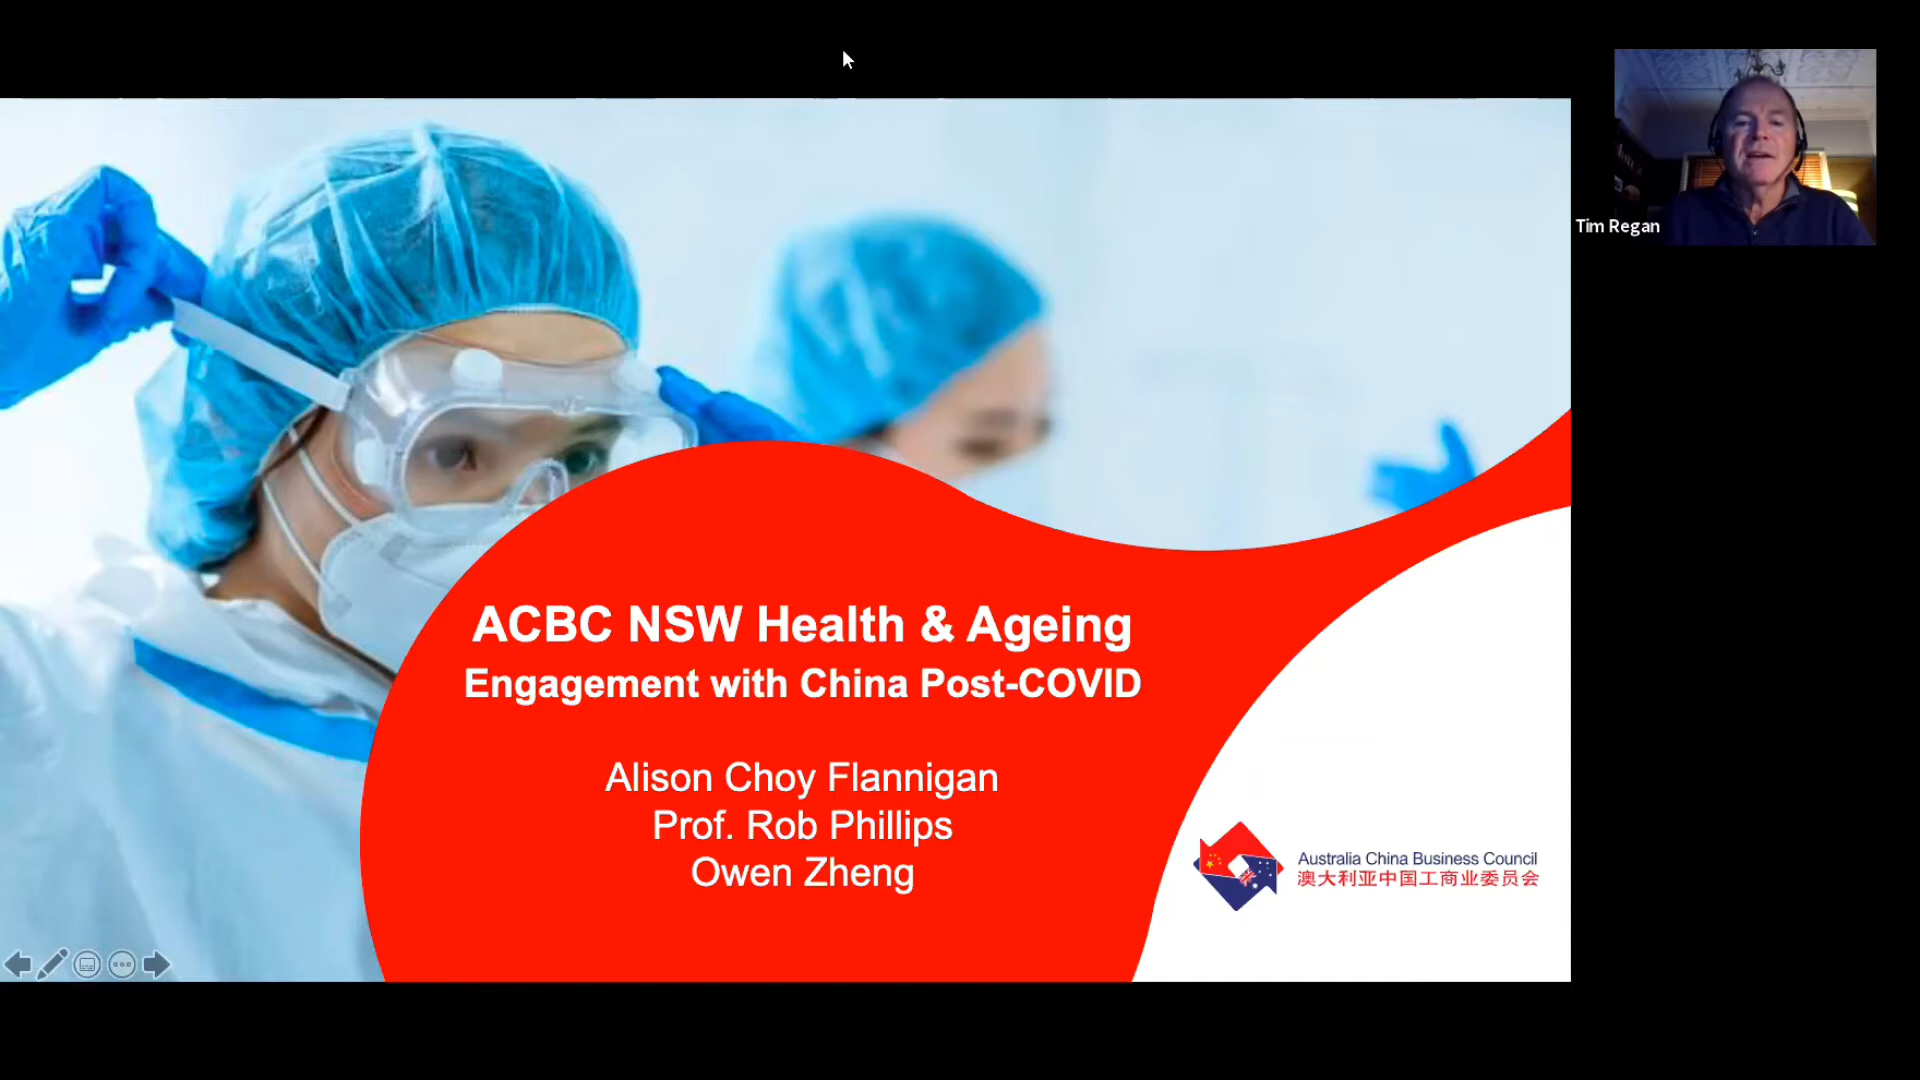 Tim Regan
ACBC NSW Health & Ageing
Engagement with China Post-COVID
Alison Choy Flannigan
Prof. Rob Phillips
Owen Zheng
Australia China Business Council
澳大利亚中国工商业委员会